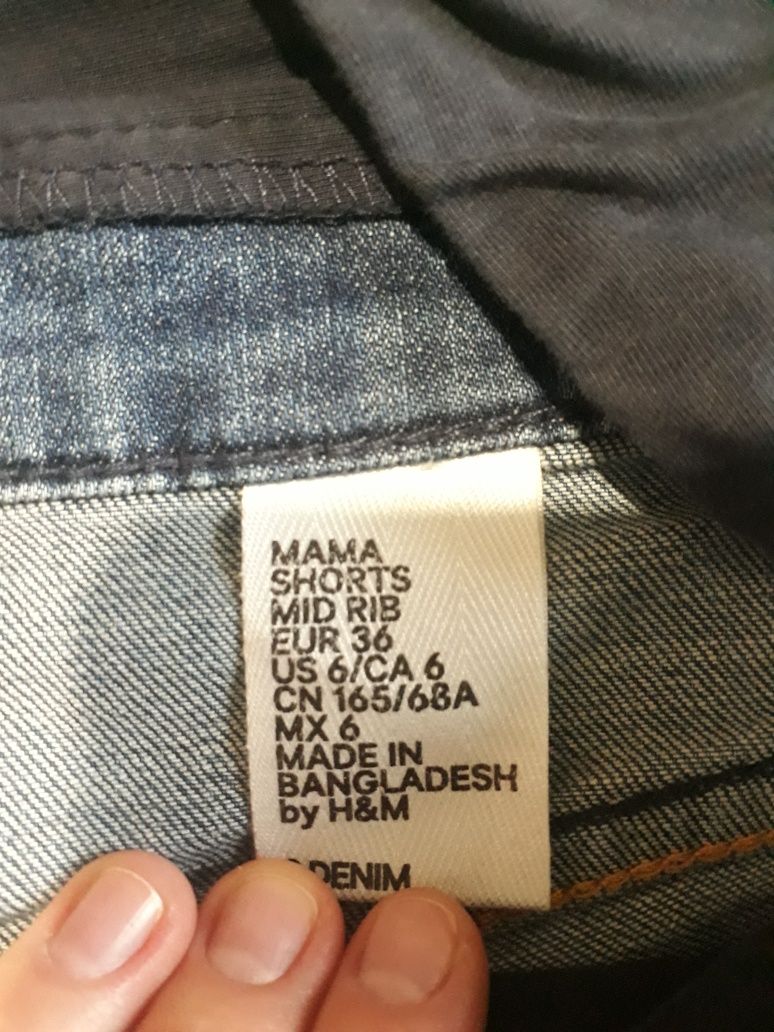 MAMA
SHORTS
MID RIB
EUR 36
US 6/CA 6
CN 165/68A
MX 6
MADE IN
BANGLADESH
by H&M
DENIM